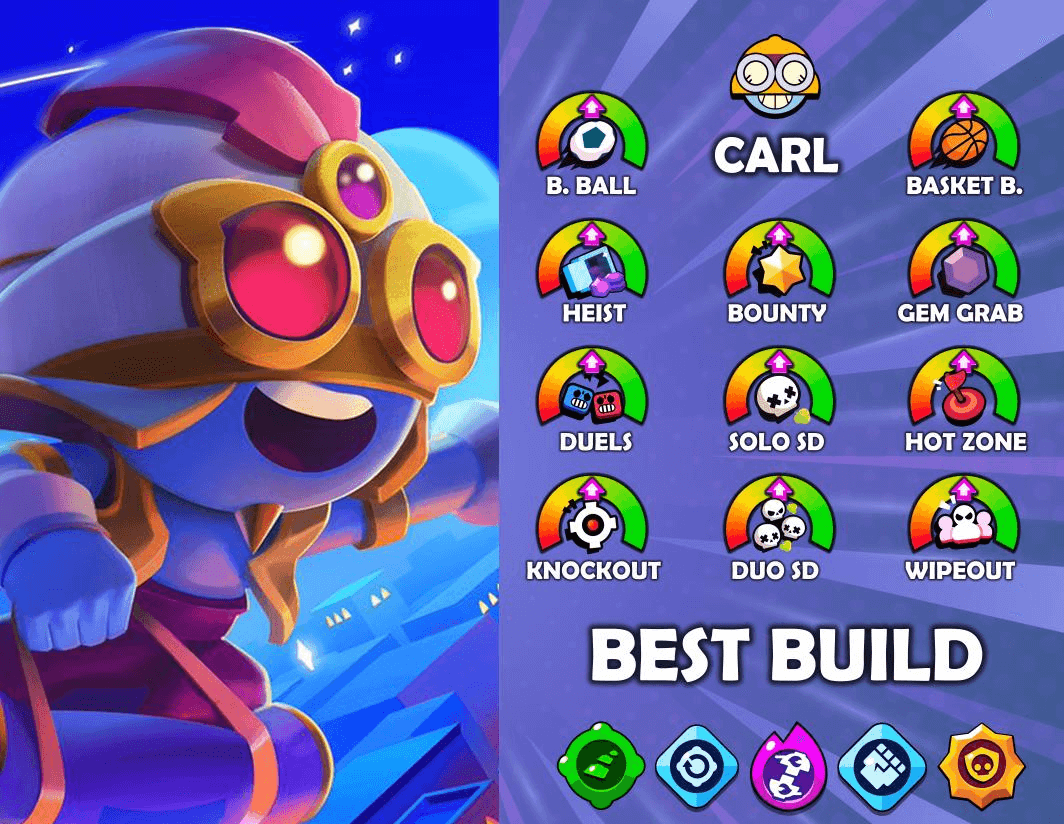 CARL
B. BALL
BASKET B.
HEIST
BOUNTY
GEM GRAB
DUELS
SOLO SD
HOT ZONE
KNOCKOUT
DUO SD
WIPEOUT
BEST BUILD